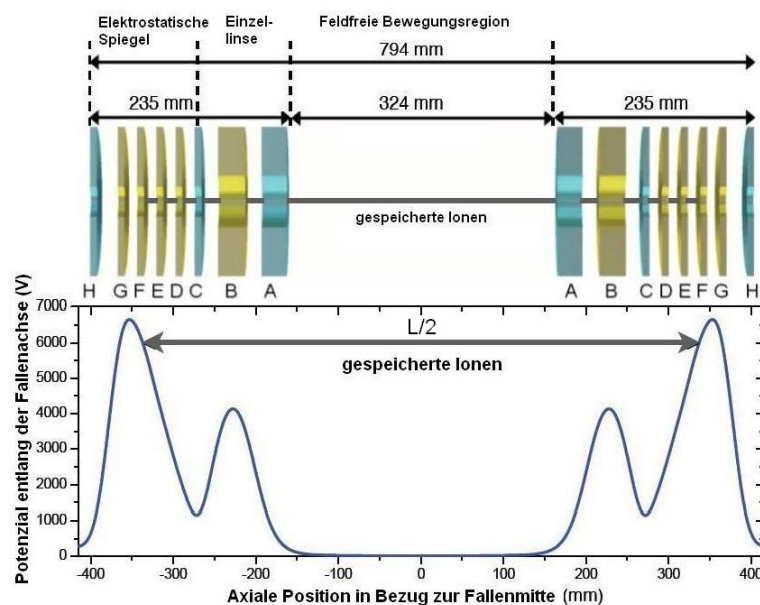 Elektrostatische Spiegel
Einzel-linse
Feldfreie Bewegungsregion
794 mm
235 mm
324 mm
235 mm
gespeicherte Ionen
H G F E D C B A
A B C D E F G H
Potenzial entlang der Fallenachse (V)
7000
6000
5000
4000
3000
2000
1000
0
L/2
gespeicherte Ionen
-400 -300 -200 -100 0 100 200 300 400
Axiale Position in Bezug zur Fallenmitte (mm)